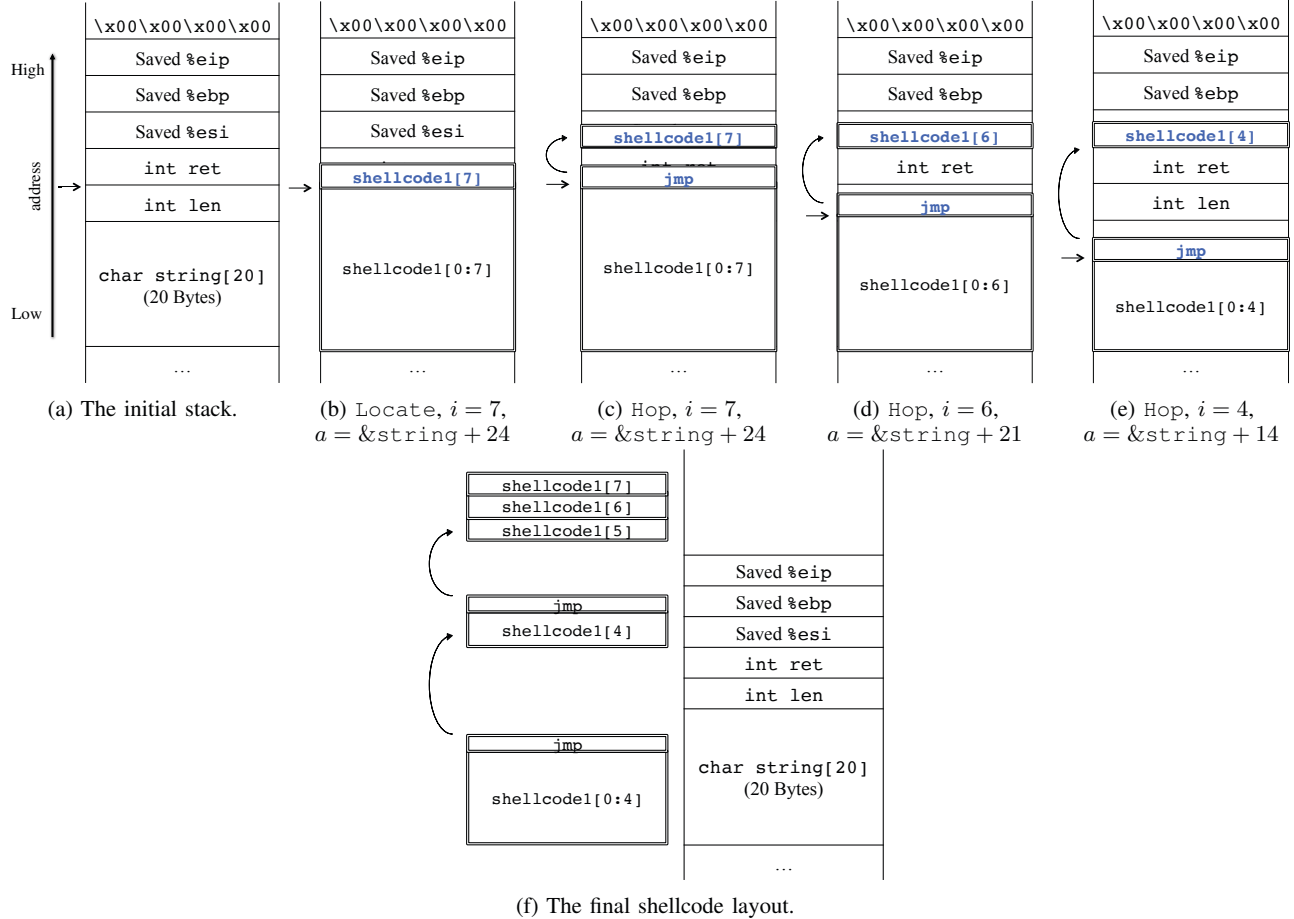 \x00\x00\x00\x00
Saved %eip
Saved %ebp
Saved %esi
int ret
int len
char string[20]
(20 Bytes)
...
High
address
Low
(a) The initial stack.
\x00\x00\x00\x00
Saved %eip
Saved %ebp
Saved %esi
shellcode1[7]
shellcode1[0:7]
...
(b) Locate, i = 7,
a = &string + 24
\x00\x00\x00\x00
Saved %eip
Saved %ebp
shellcode1[7]
int ret
jmp
shellcode1[0:7]
...
(c) Hop, i = 7,
a = &string + 24
\x00\x00\x00\x00
Saved %eip
Saved %ebp
shellcode1[6]
int ret
jmp
shellcode1[0:6]
...
(d) Hop, i = 6,
a = &string + 21
\x00\x00\x00\x00
Saved %eip
Saved %ebp
shellcode1[4]
int ret
int len
jmp
shellcode1[0:4]
...
(e) Hop, i = 4,
a = &string + 14
shellcode1[7]
shellcode1[6]
shellcode1[5]
jmp
shellcode1[4]
jmp
shellcode1[0:4]
Saved %eip
Saved %ebp
Saved %esi
int ret
int len
char string[20]
(20 Bytes)
...
(f) The final shellcode layout.